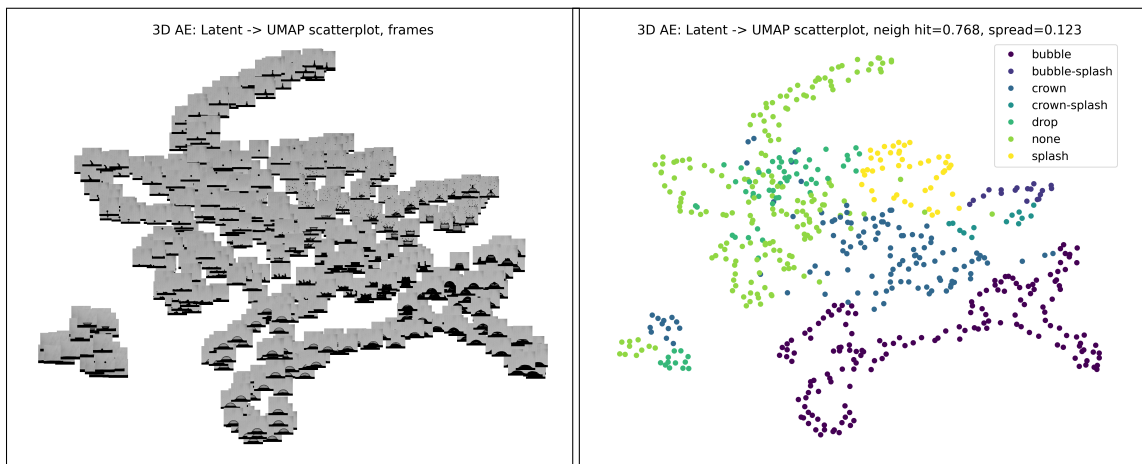 3D AE: Latent -> UMAP scatterplot, frames
3D AE: Latent -> UMAP scatterplot, neigh hit=0.768, spread=0.123
bubble
bubble-splash
crown
crown-splash
drop
none
splash